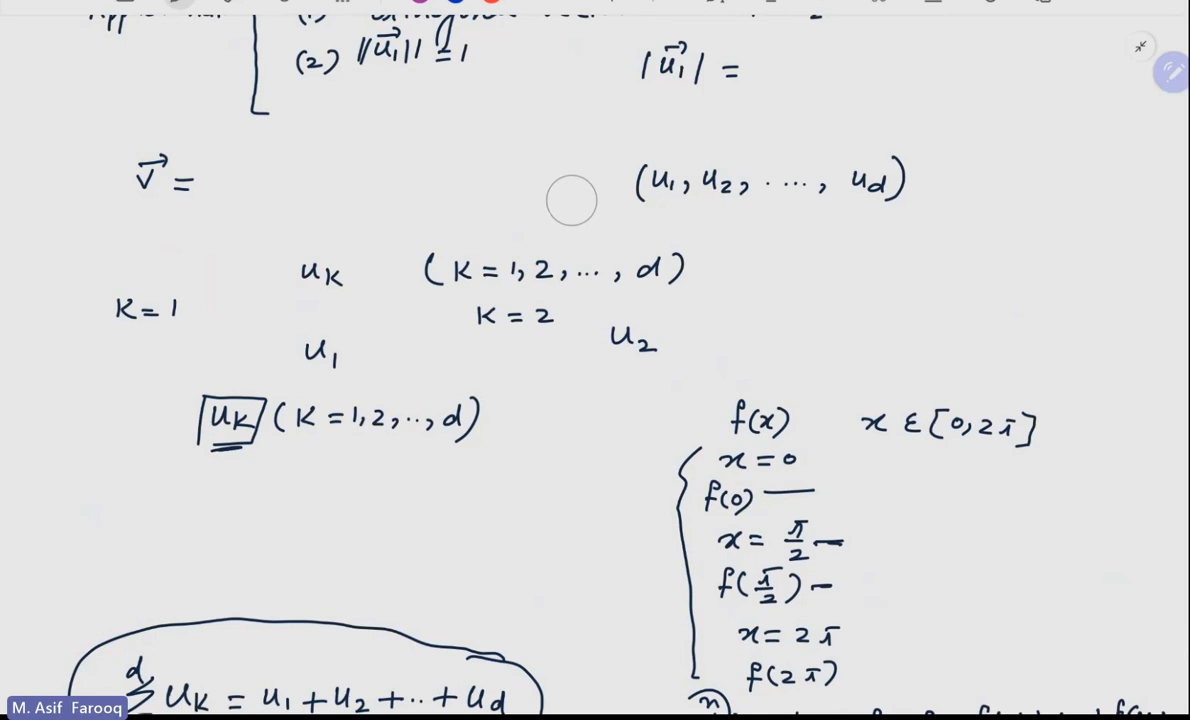 (2) ||u⃗₁|| = 1
|u⃗₁| =
v⃗ =
(u₁, u₂, ...., u_d)
u_K (K = 1, 2, ..., d)
K = 1
K = 2
u₁
u₂
u_K (K = 1, 2, .., d)
f(x) x ε [0, 2π]
x = 0
f(0) —
x = π/2 —
f(π/2) –
x = 2π
f(2π)
d
Σ u_K = u₁ + u₂ + .. + u_d
(n)
M. Asif Farooq